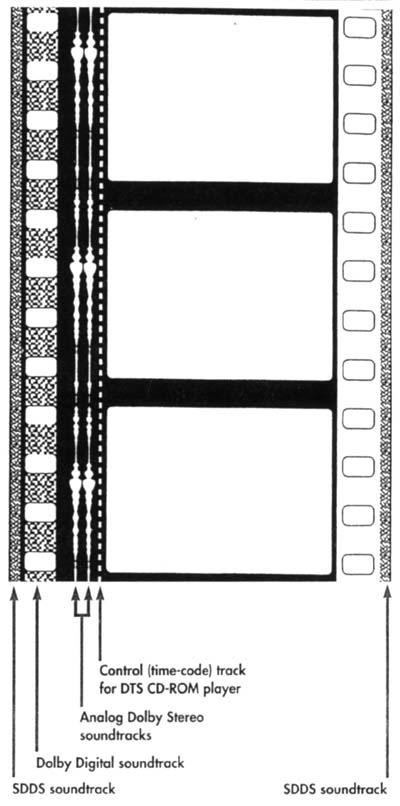 Control (time-code) track
for DTS CD-ROM player
Analog Dolby Stereo
soundtracks
Dolby Digital soundtrack
SDDS soundtrack
SDDS soundtrack